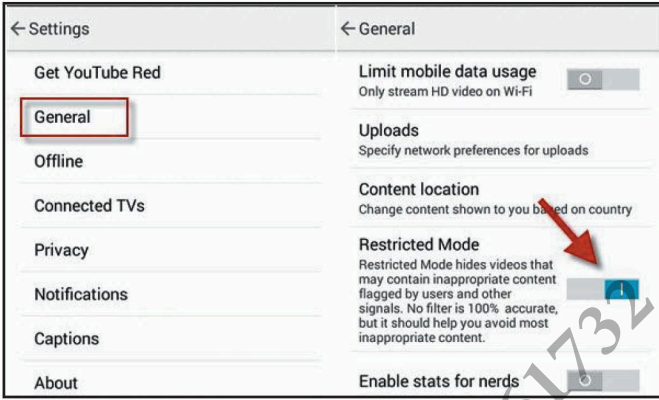 Settings
Get YouTube Red
General
Offline
Connected TVs
Privacy
Notifications
Captions
About
General
Limit mobile data usage
Only stream HD video on Wi-Fi
Uploads
Specify network preferences for uploads
Content location
Change content shown to you based on country
Restricted Mode
Restricted Mode hides videos that
may contain inappropriate content
flagged by users and other
signals. No filter is 100% accurate,
but it should help you avoid most
inappropriate content.
Enable stats for nerds
1732